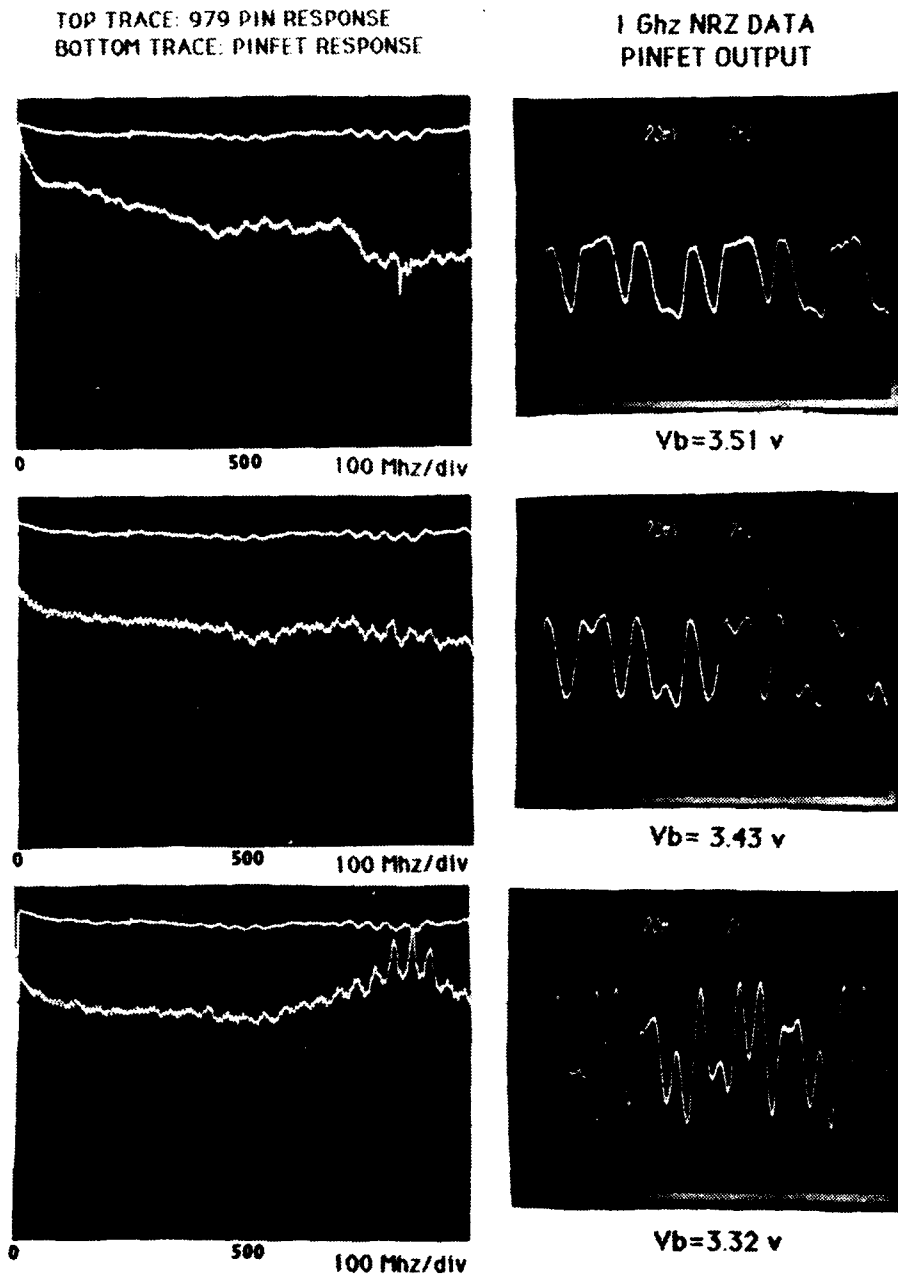 TOP TRACE: 979 PIN RESPONSE
BOTTOM TRACE: PINFET RESPONSE
1 Ghz NRZ DATA
PINFET OUTPUT
0 500 100 Mhz/div
Vb=3.51 v
0 500 100 Mhz/div
Vb= 3.43 v
0 500 100 Mhz/div
Vb=3.32 v